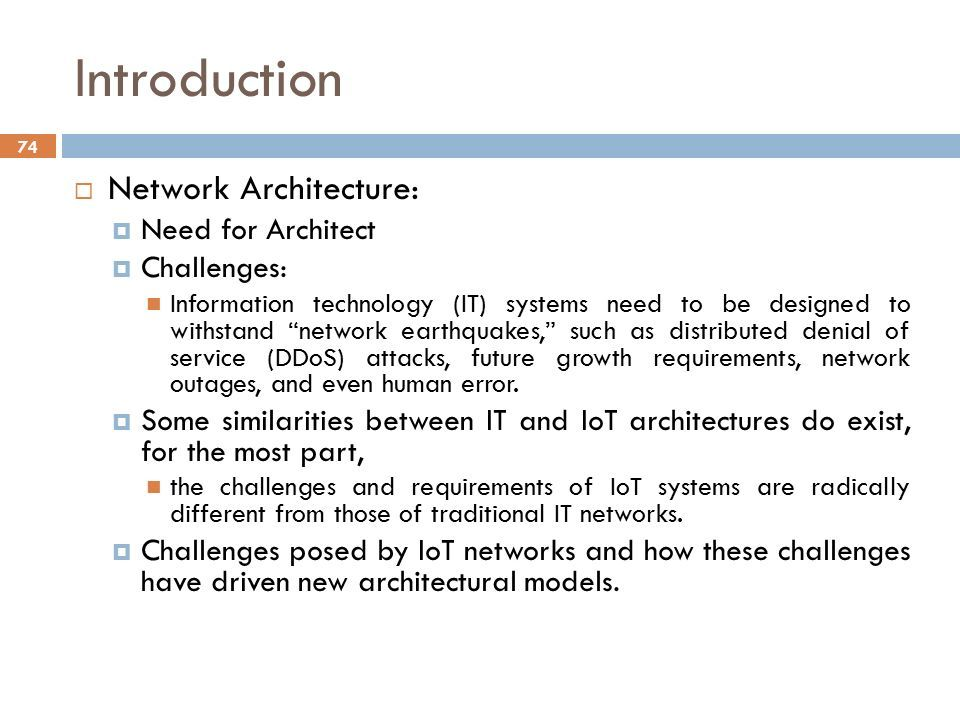 Introduction
74
Network Architecture:
Need for Architect
Challenges:
Information technology (IT) systems need to be designed to
withstand “network earthquakes,” such as distributed denial of
service (DDoS) attacks, future growth requirements, network
outages, and even human error.
Some similarities between IT and IoT architectures do exist,
for the most part,
the challenges and requirements of IoT systems are radically
different from those of traditional IT networks.
Challenges posed by IoT networks and how these challenges
have driven new architectural models.